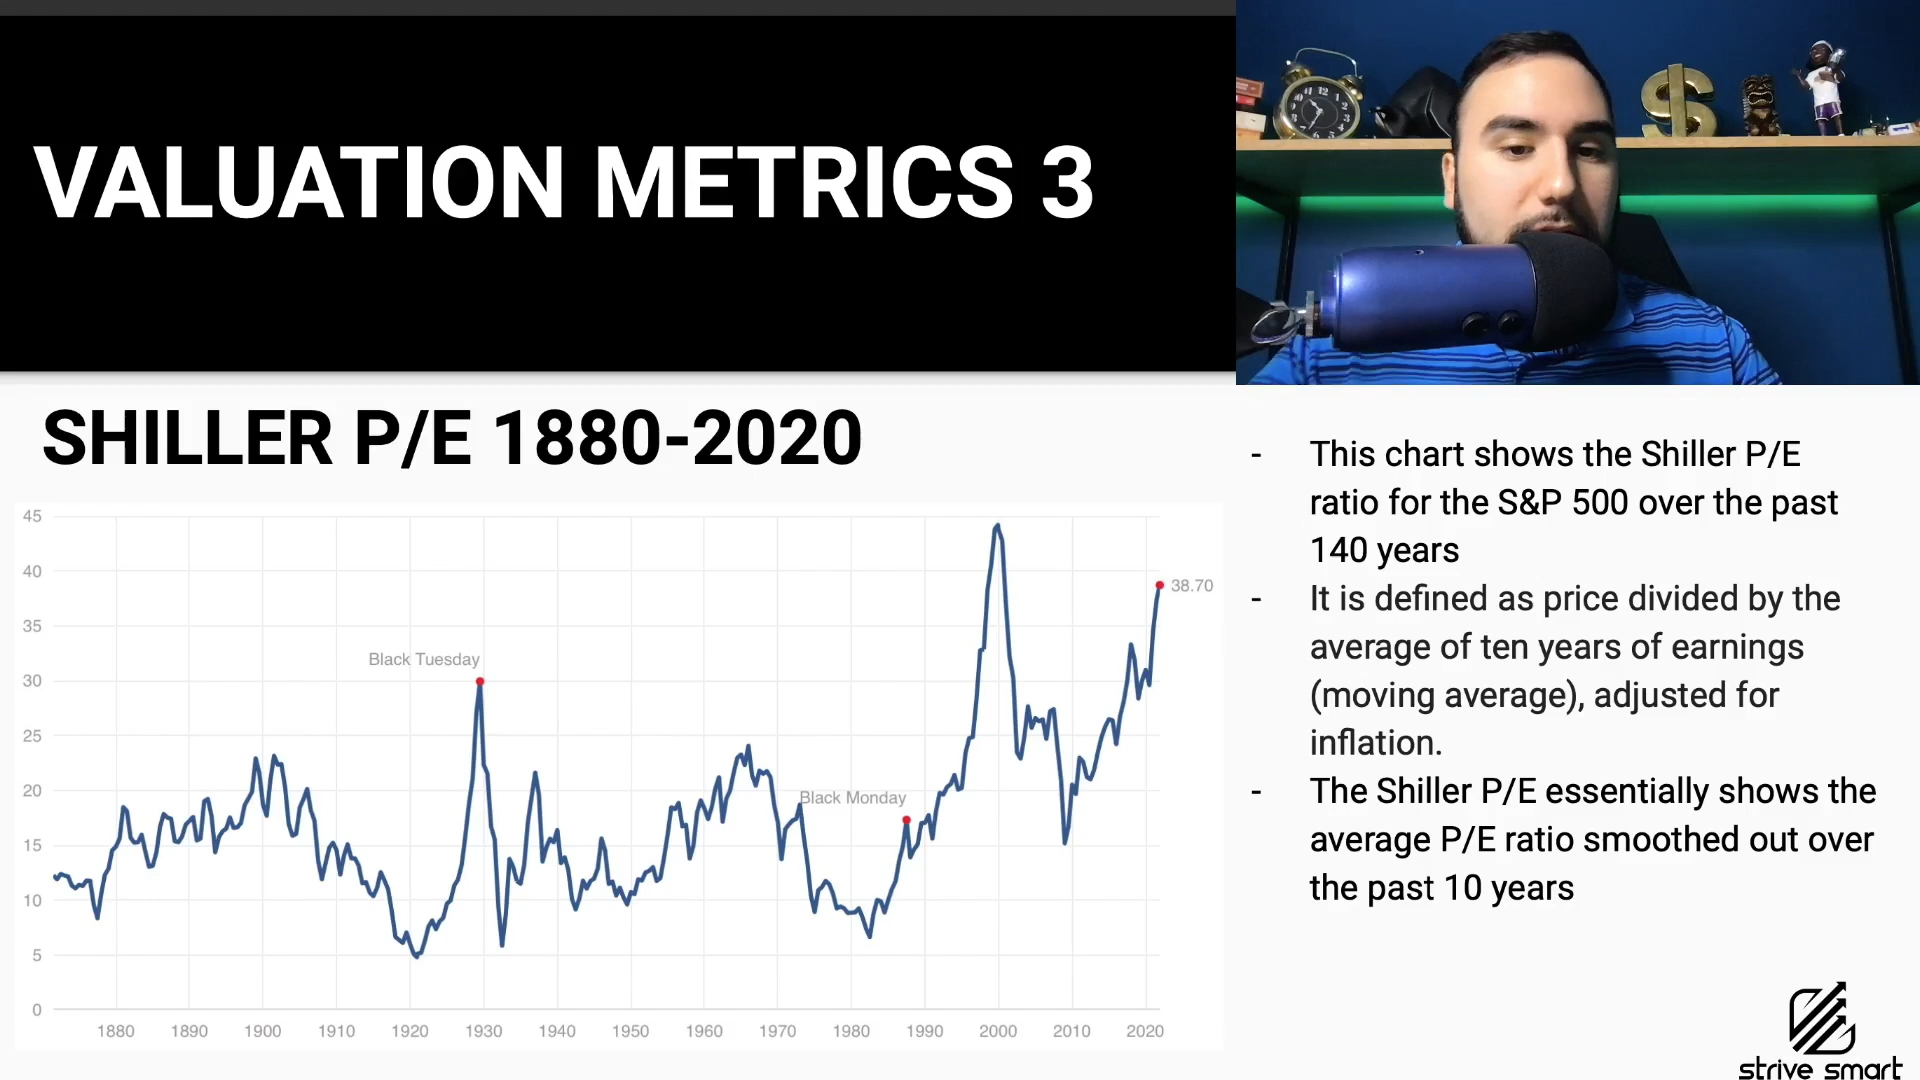 VALUATION METRICS 3
SHILLER P/E 1880-2020
45
40
35
30
25
20
15
10
5
0
Black Tuesday
Black Monday
38.70
1880 1890 1900 1910 1920 1930 1940 1950 1960 1970 1980 1990 2000 2010 2020
- This chart shows the Shiller P/E
ratio for the S&P 500 over the past
140 years
- It is defined as price divided by the
average of ten years of earnings
(moving average), adjusted for
inflation.
- The Shiller P/E essentially shows the
average P/E ratio smoothed out over
the past 10 years
strive smart